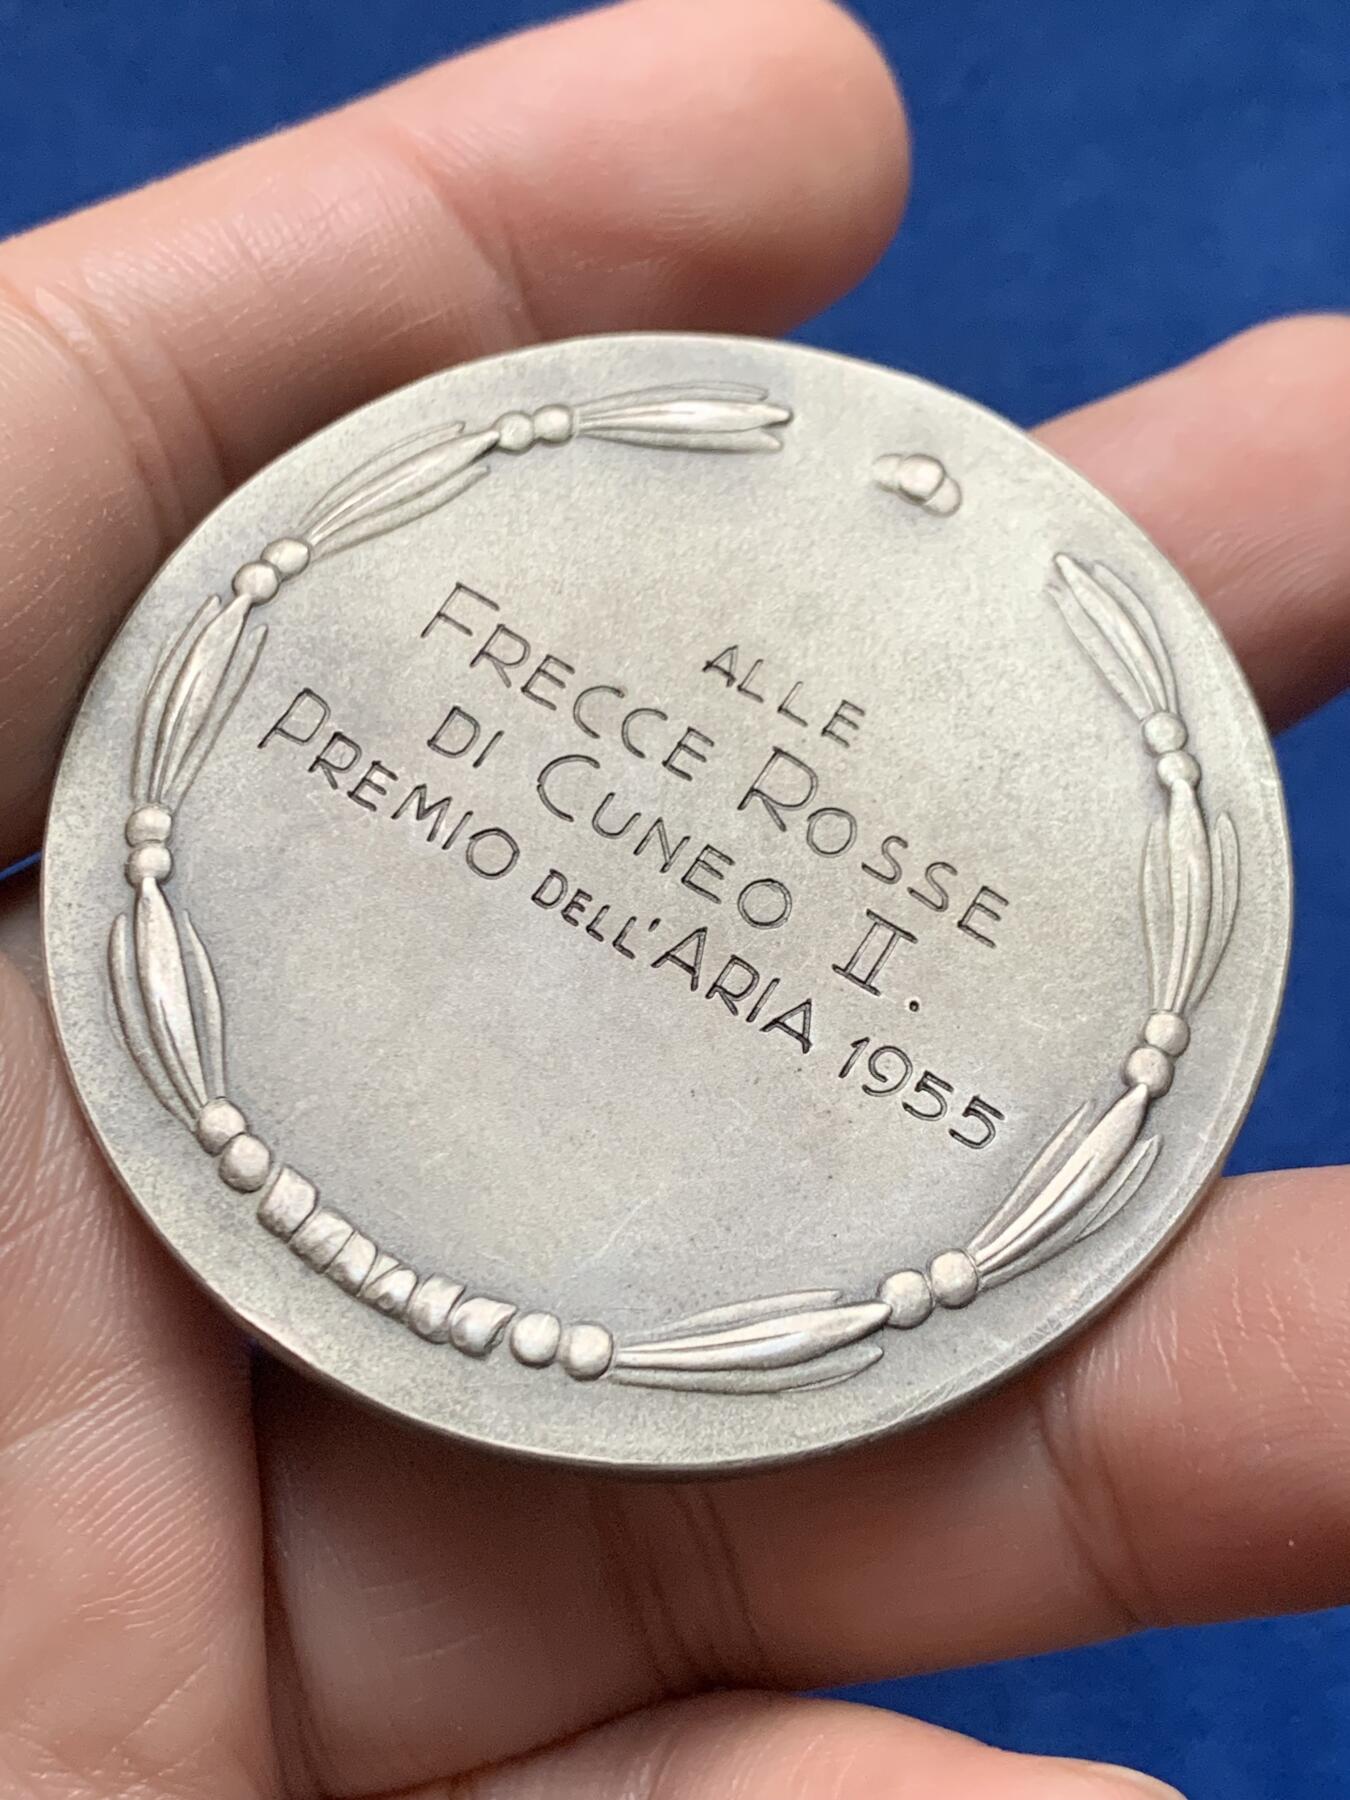 ALLE
FRECCE ROSSE
DI CUNEO II.
PREMIO DELL'ARIA 1955